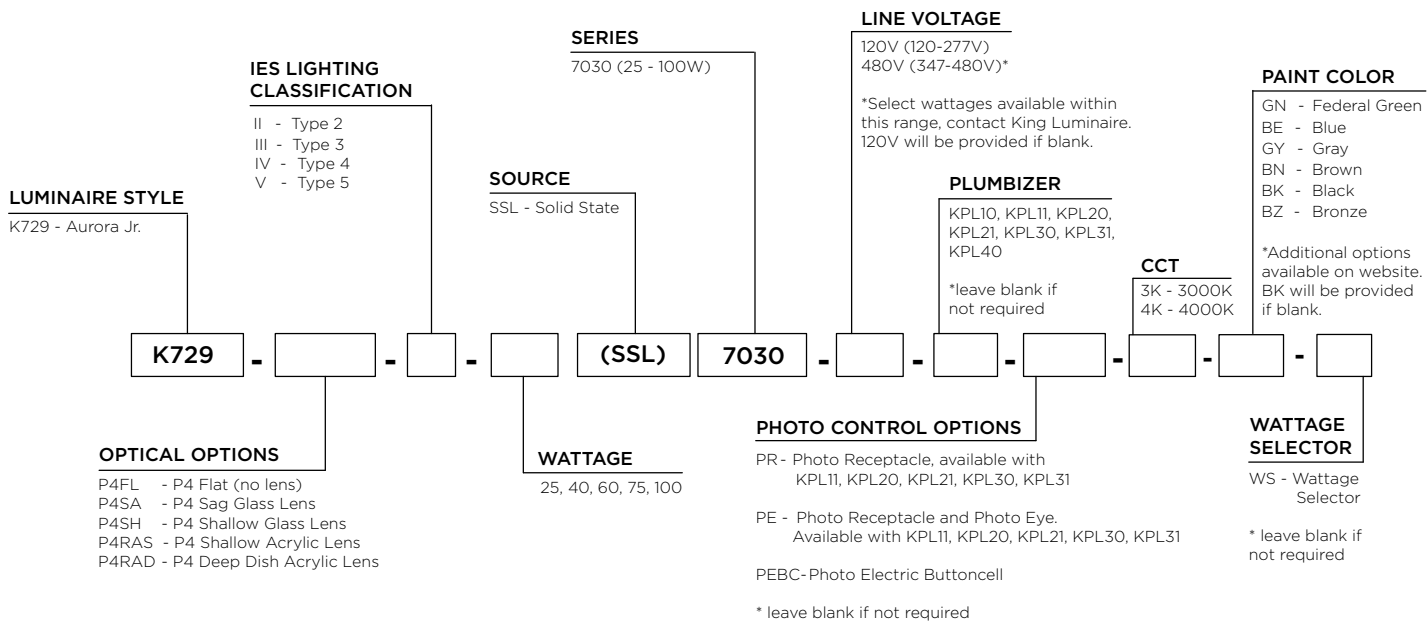 LUMINAIRE STYLE
K729 - Aurora Jr.
IES LIGHTING
CLASSIFICATION
II - Type 2
III - Type 3
IV - Type 4
V - Type 5
SOURCE
SSL - Solid State
SERIES
7030 (25 - 100W)
LINE VOLTAGE
120V (120-277V)
480V (347-480V)*
*Select wattages available within
this range, contact King Luminaire.
120V will be provided if blank.
PLUMBIZER
KPL10, KPL11, KPL20,
KPL21, KPL30, KPL31,
KPL40
*leave blank if
not required
CCT
3K - 3000K
4K - 4000K
PAINT COLOR
GN - Federal Green
BE - Blue
GY - Gray
BN - Brown
BK - Black
BZ - Bronze
*Additional options
available on website.
BK will be provided
if blank.
K729 - - - (SSL) 7030 - - - - - -
OPTICAL OPTIONS
P4FL - P4 Flat (no lens)
P4SA - P4 Sag Glass Lens
P4SH - P4 Shallow Glass Lens
P4RAS - P4 Shallow Acrylic Lens
P4RAD - P4 Deep Dish Acrylic Lens
WATTAGE
25, 40, 60, 75, 100
PHOTO CONTROL OPTIONS
PR - Photo Receptacle, available with
KPL11, KPL20, KPL21, KPL30, KPL31
PE - Photo Receptacle and Photo Eye.
Available with KPL11, KPL20, KPL21, KPL30, KPL31
PEBC-Photo Electric Buttoncell
* leave blank if not required
WATTAGE
SELECTOR
WS - Wattage
Selector
* leave blank if
not required